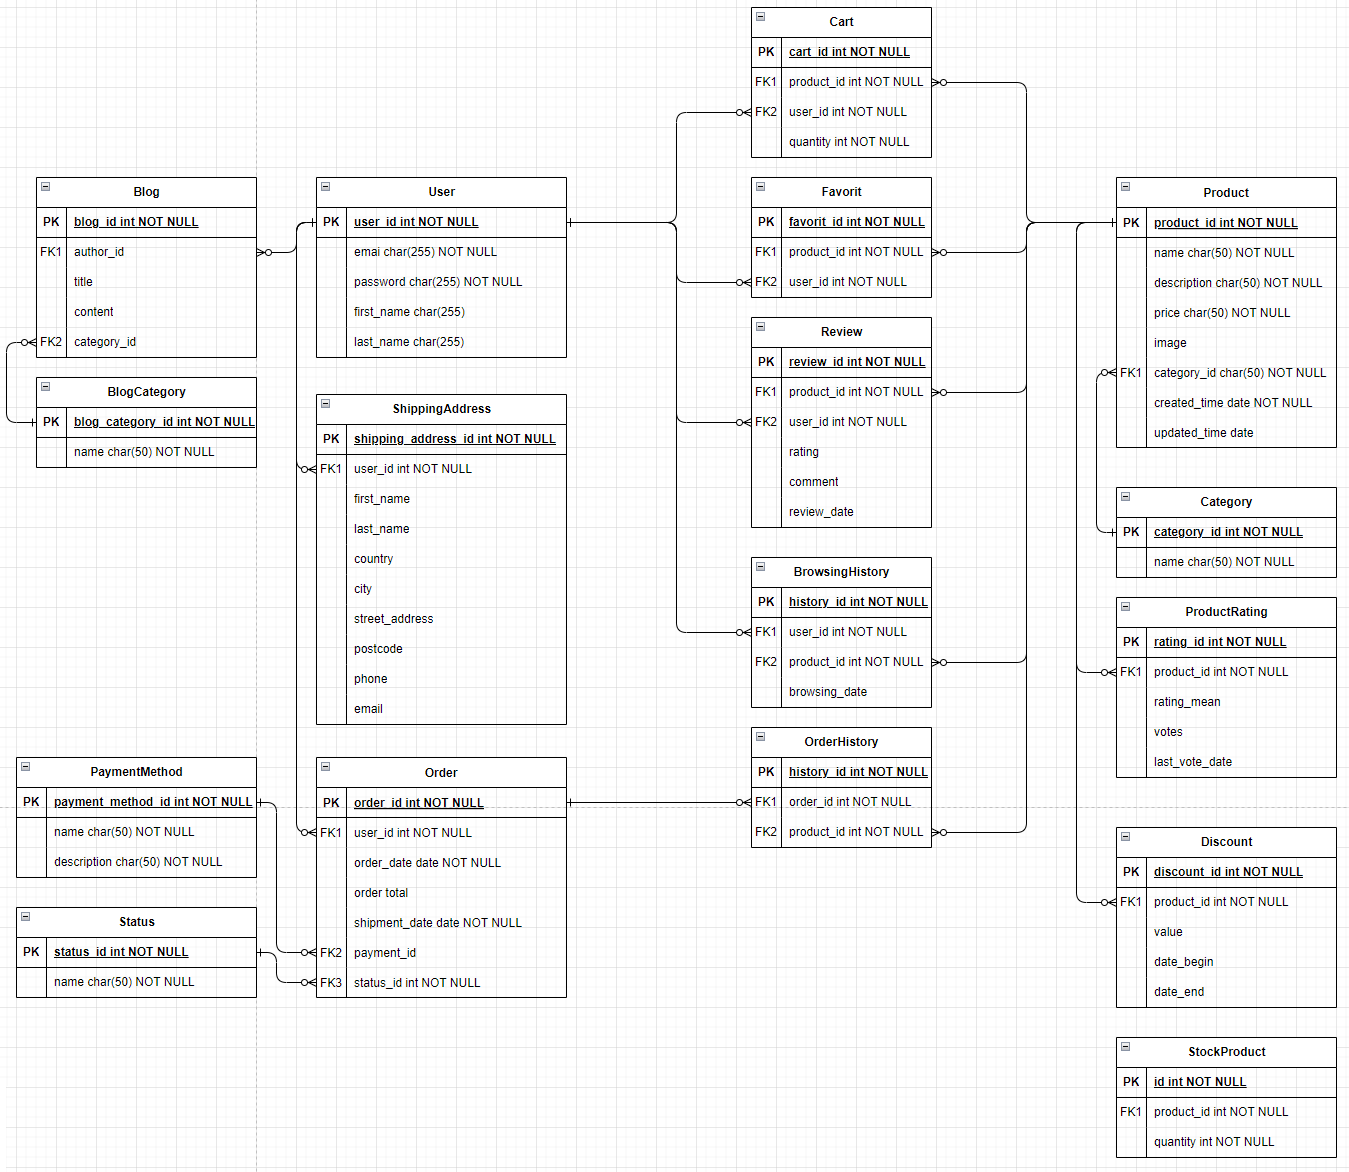 Cart
PK cart_id int NOT NULL
FK1 product_id int NOT NULL
FK2 user_id int NOT NULL
quantity int NOT NULL
Blog
PK blog_id int NOT NULL
FK1 author_id
title
content
FK2 category_id
User
PK user_id int NOT NULL
emai char(255) NOT NULL
password char(255) NOT NULL
first_name char(255)
last_name char(255)
Favorit
PK favorit_id int NOT NULL
FK1 product_id int NOT NULL
FK2 user_id int NOT NULL
Product
PK product_id int NOT NULL
name char(50) NOT NULL
description char(50) NOT NULL
price char(50) NOT NULL
image
FK1 category_id char(50) NOT NULL
created_time date NOT NULL
updated_time date
Review
PK review_id int NOT NULL
FK1 product_id int NOT NULL
FK2 user_id int NOT NULL
rating
comment
review_date
BlogCategory
PK blog_category_id int NOT NULL
name char(50) NOT NULL
ShippingAddress
PK shipping_address_id int NOT NULL
FK1 user_id int NOT NULL
first_name
last_name
country
city
street_address
postcode
phone
email
Category
PK category_id int NOT NULL
name char(50) NOT NULL
BrowsingHistory
PK history_id int NOT NULL
FK1 user_id int NOT NULL
FK2 product_id int NOT NULL
browsing_date
ProductRating
PK rating_id int NOT NULL
FK1 product_id int NOT NULL
rating_mean
votes
last_vote_date
OrderHistory
PK history_id int NOT NULL
FK1 order_id int NOT NULL
FK2 product_id int NOT NULL
PaymentMethod
PK payment_method_id int NOT NULL
name char(50) NOT NULL
description char(50) NOT NULL
Order
PK order_id int NOT NULL
FK1 user_id int NOT NULL
order_date date NOT NULL
order total
shipment_date date NOT NULL
FK2 payment_id
FK3 status_id int NOT NULL
Status
PK status_id int NOT NULL
name char(50) NOT NULL
Discount
PK discount_id int NOT NULL
FK1 product_id int NOT NULL
value
date_begin
date_end
StockProduct
PK id int NOT NULL
FK1 product_id int NOT NULL
quantity int NOT NULL